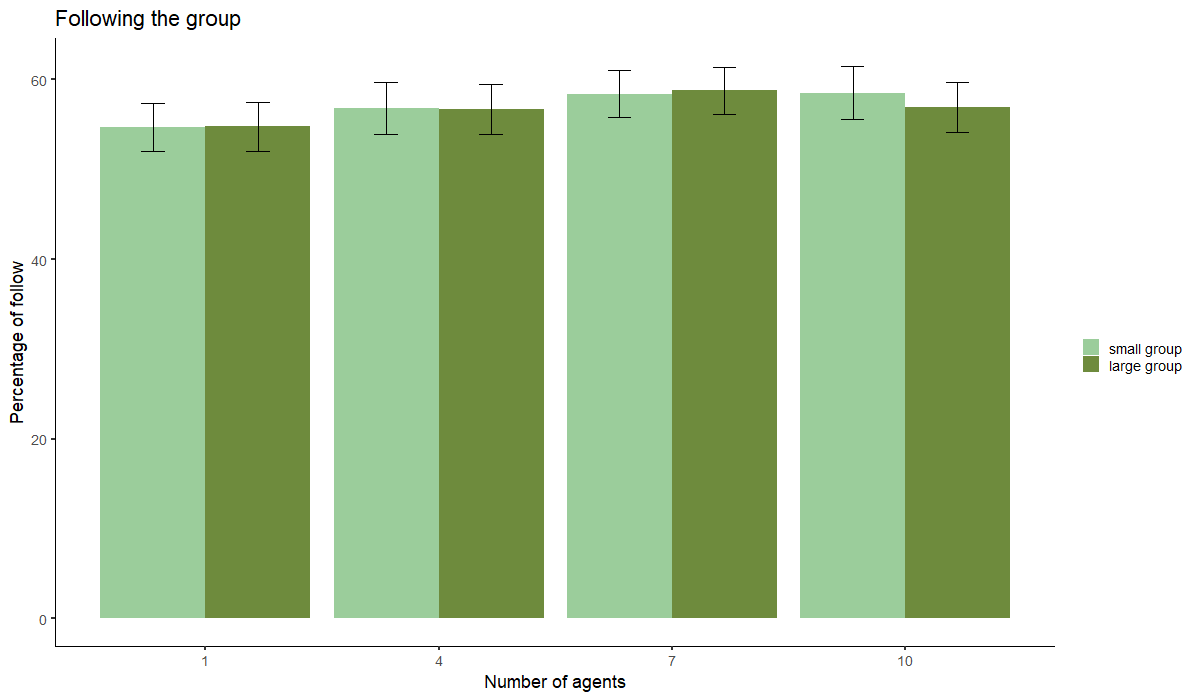 Following the group
60
40
20
0
Percentage of follow
1 4 7 10
Number of agents
small group
large group